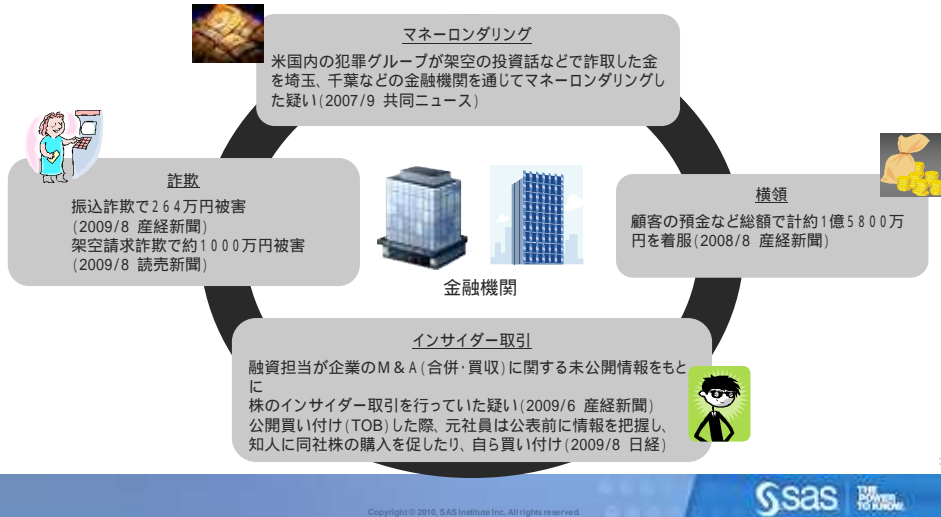 マネーロンダリング
米国内の犯罪グループが架空の投資話などで詐取した金
を埼玉、千葉などの金融機関を通じてマネーロンダリングし
た疑い(2007/9 共同ニュース)
詐欺
振込詐欺で264万円被害
(2009/8 産経新聞)
架空請求詐欺で約1000万円被害
(2009/8 読売新聞)
横領
顧客の預金など総額で計約1億5800万
円を着服(2008/8 産経新聞)
金融機関
インサイダー取引
融資担当が企業のM&A(合併・買収)に関する未公開情報をもと
に
株のインサイダー取引を行っていた疑い(2009/6 産経新聞)
公開買い付け(TOB)した際、元社員は公表前に情報を把握し、
知人に同社株の購入を促したり、自ら買い付け(2009/8 日経)
Copyright © 2010, SAS Institute Inc. All rights reserved.
sas
THE
POWER
TO KNOW.